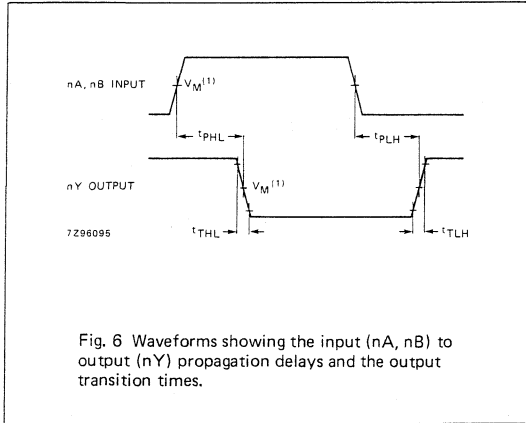 nA, nB INPUT
VM(1)
tPHL
tPLH
nY OUTPUT
VM(1)
7Z96095
tTHL
tTLH
Fig. 6 Waveforms showing the input (nA, nB) to
output (nY) propagation delays and the output
transition times.